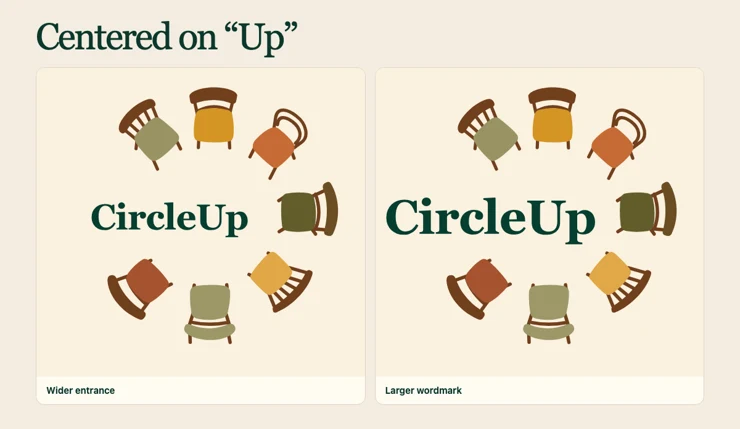 Centered on “Up”
CircleUp
CircleUp
Wider entrance
Larger wordmark